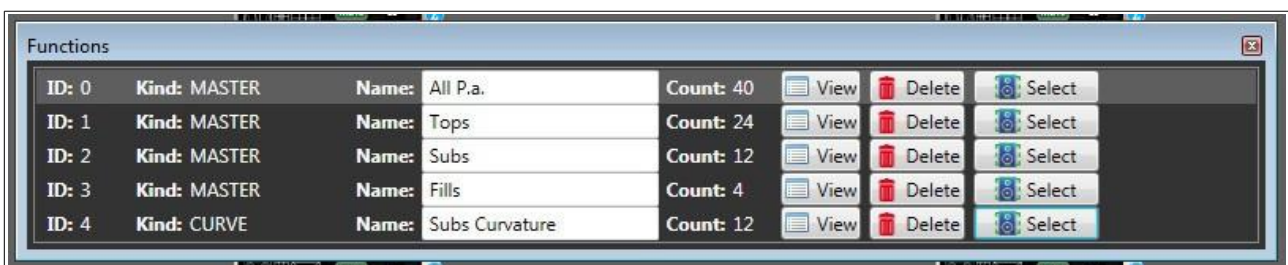 Functions
ID: 0 Kind: MASTER Name: All P.a. Count: 40 View Delete Select
ID: 1 Kind: MASTER Name: Tops Count: 24 View Delete Select
ID: 2 Kind: MASTER Name: Subs Count: 12 View Delete Select
ID: 3 Kind: MASTER Name: Fills Count: 4 View Delete Select
ID: 4 Kind: CURVE Name: Subs Curvature Count: 12 View Delete Select